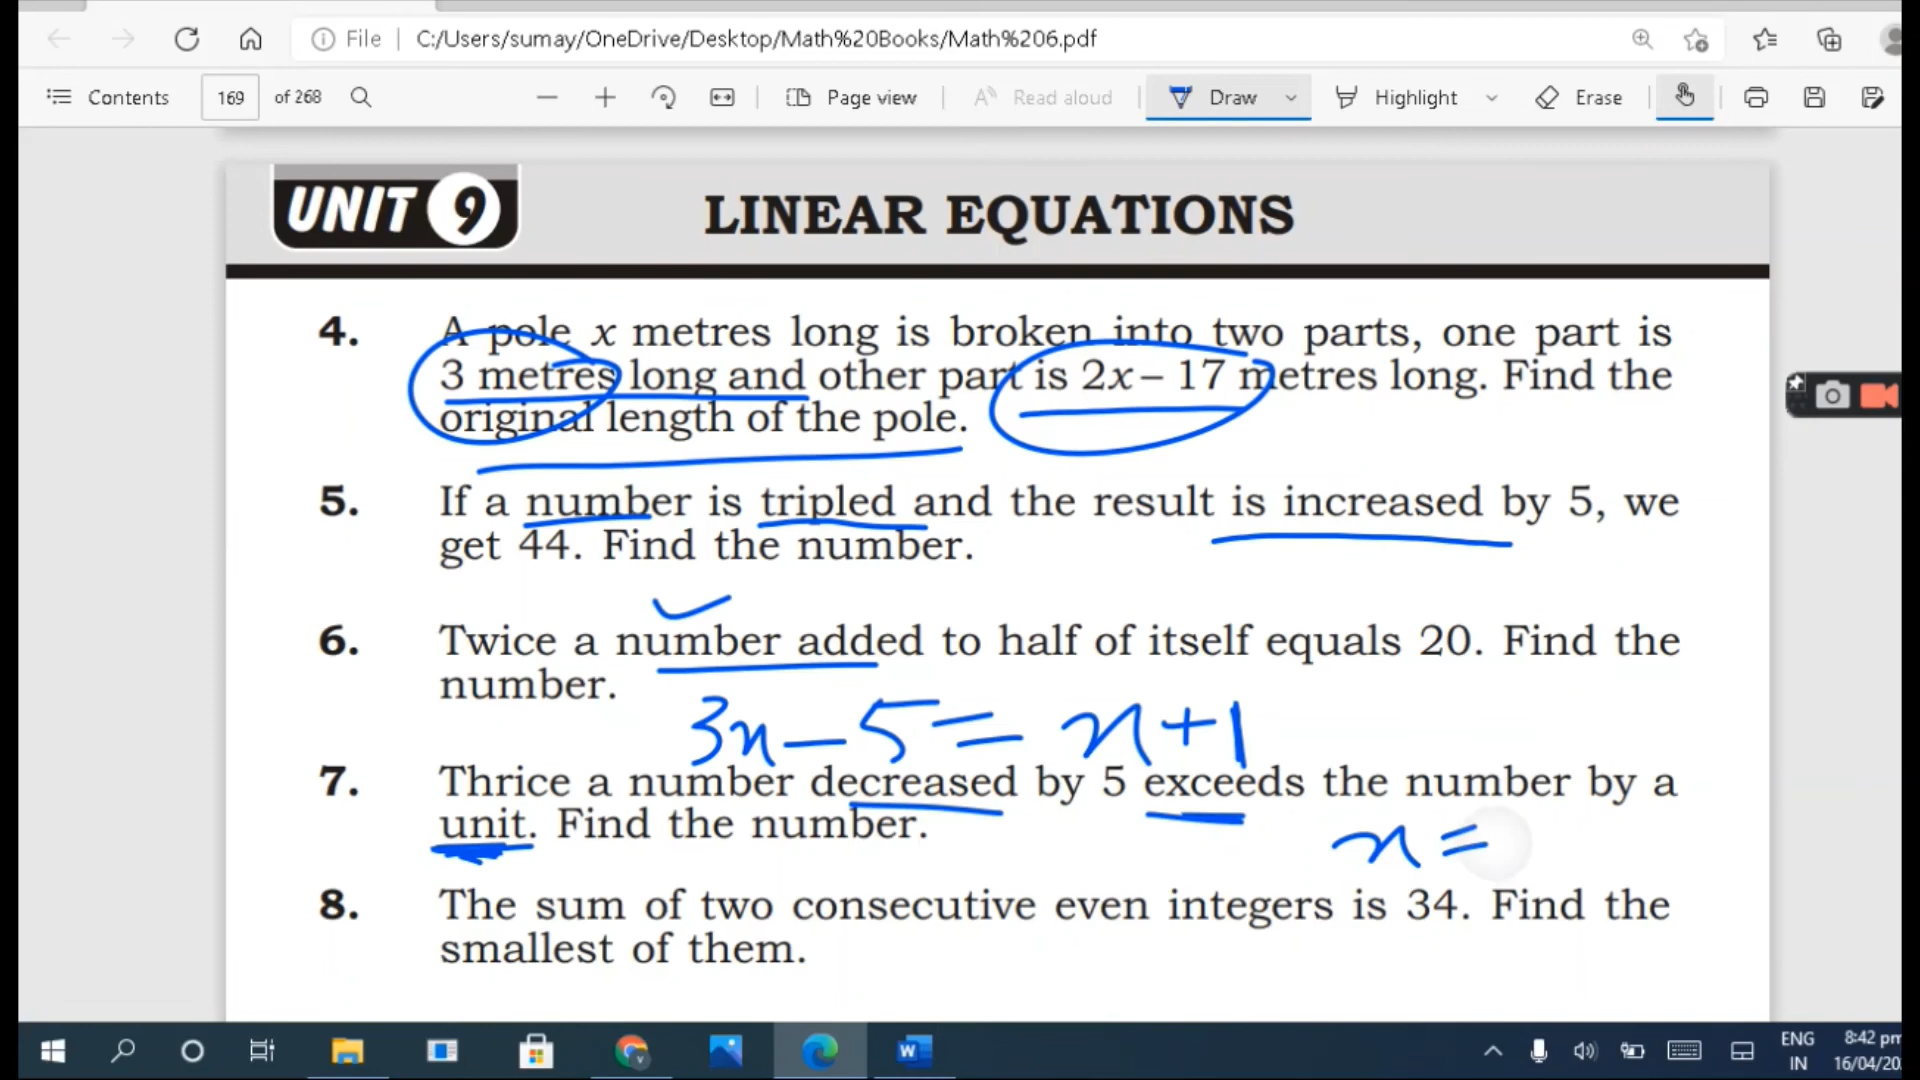 File | C:/Users/sumay/OneDrive/Desktop/Math%20Books/Math%206.pdf
Contents 169 of 268 Page view Read aloud Draw Highlight Erase
UNIT 9 LINEAR EQUATIONS
4. A pole x metres long is broken into two parts, one part is
3 metres long and other part is 2x – 17 metres long. Find the
original length of the pole.
5. If a number is tripled and the result is increased by 5, we
get 44. Find the number.
6. Twice a number added to half of itself equals 20. Find the
number.
3x – 5 = x + 1
7. Thrice a number decreased by 5 exceeds the number by a
unit. Find the number.
x =
8. The sum of two consecutive even integers is 34. Find the
smallest of them.
ENG 8:42 pm
IN 16/04/20